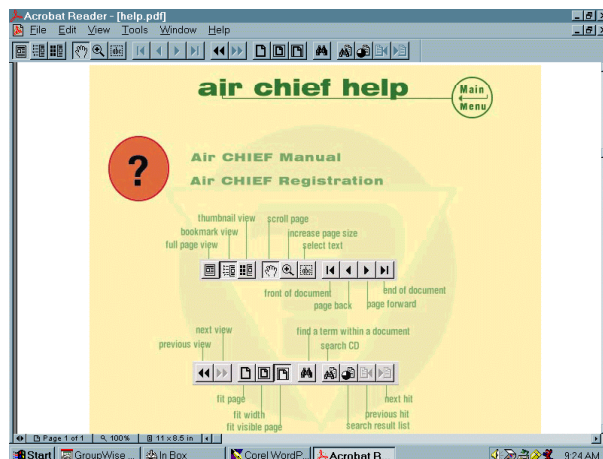 Acrobat Reader - [help.pdf]
File Edit View Tools Window Help
air chief help
Main
Menu
?
Air CHIEF Manual
Air CHIEF Registration
thumbnail view scroll page
bookmark view increase page size
full page view select text
abc
front of document end of document
page back page forward
next view find a term within a document
previous view search CD
fit page next hit
fit width previous hit
fit visible page search result list
Page 1 of 1 100% 11 x 8.5 in
Start GroupWise ... In Box Corel WordP... Acrobat R... 9:24 AM